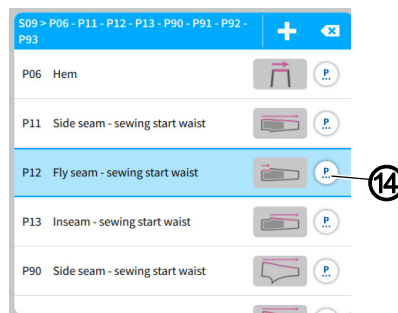 S09 > P06 - P11 - P12 - P13 - P90 - P91 - P92 -
P93
P06 Hem P...
P11 Side seam - sewing start waist P...
P12 Fly seam - sewing start waist P...
14
P13 Inseam - sewing start waist P...
P90 Side seam - sewing start waist P...